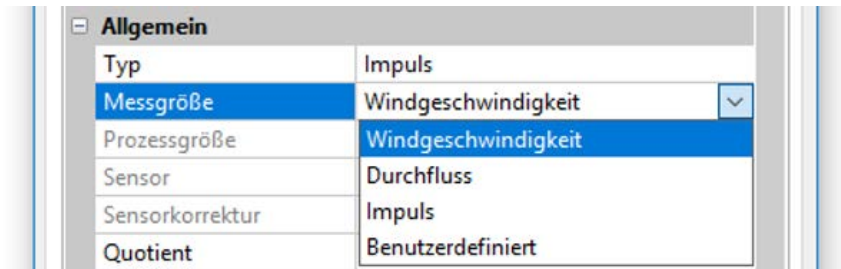 Allgemein
Typ Impuls
Messgröße Windgeschwindigkeit
Prozessgröße Windgeschwindigkeit
Sensor Durchfluss
Sensorkorrektur Impuls
Quotient Benutzerdefiniert